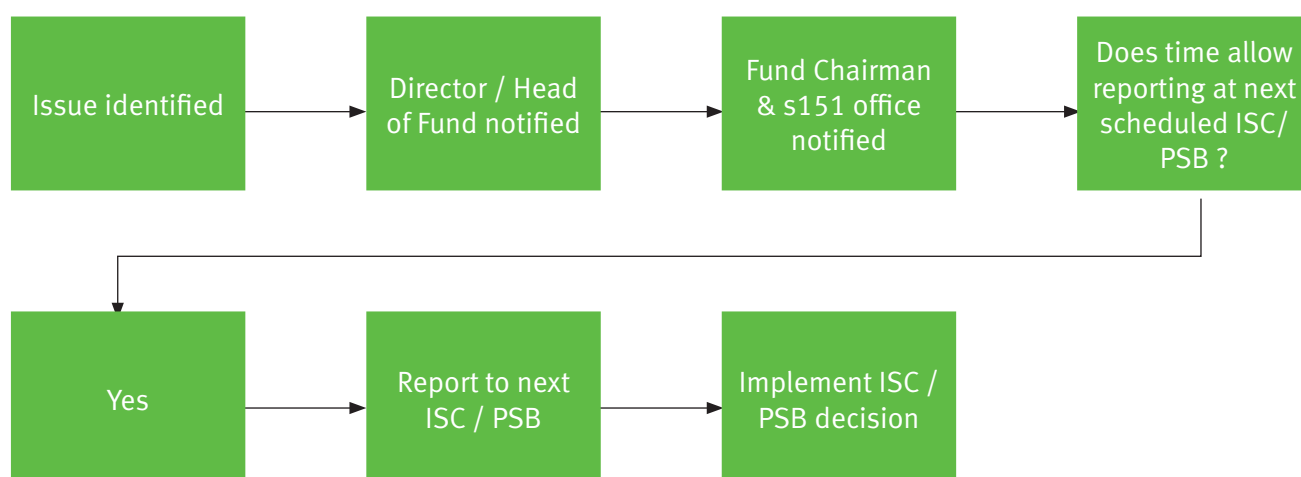 Issue identified
Director / Head
of Fund notified
Fund Chairman
& s151 office
notified
Does time allow
reporting at next
scheduled ISC/
PSB ?
Yes
Report to next
ISC / PSB
Implement ISC /
PSB decision